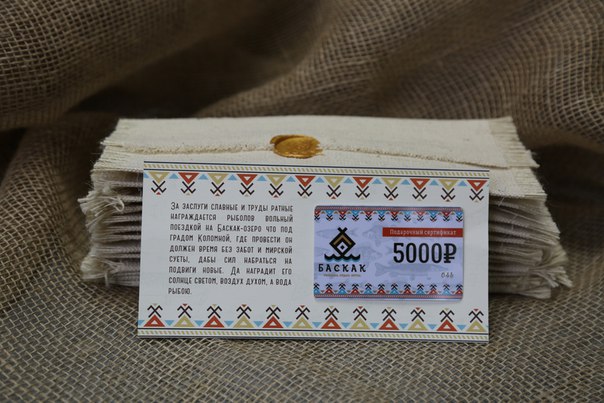 За заслуги славные и труды ратные
награждается рыболов вольный
поездкой на Баскак-озеро что под
градом Коломной, где провести он
должен время без забот и мирской
суеты, дабы сил набраться на
подвиги новые. Да наградит его
солнце светом, воздух духом, а вода
рыбою.
Подарочный сертификат
5000₽
046
БАСКАК